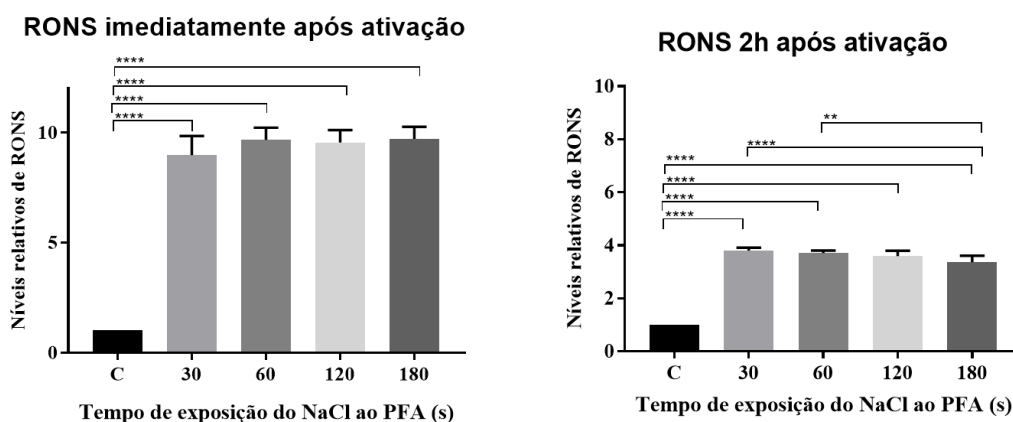 RONS imediatamente após ativação
****
****
****
****
Níveis relativos de RONS
10
5
0
C 30 60 120 180
Tempo de exposição do NaCl ao PFA (s)
RONS 2h após ativação
**
****
****
****
****
****
Níveis relativos de RONS
10
8
6
4
2
0
C 30 60 120 180
Tempo de exposição do NaCl ao PFA (s)